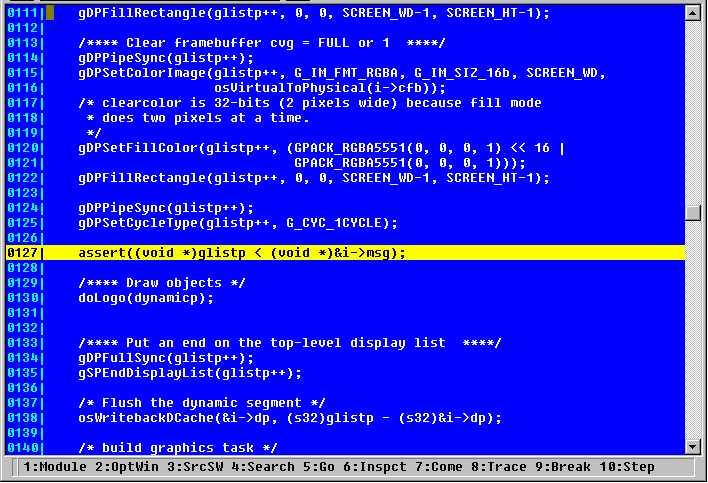 0111|    gDPFillRectangle(glistp++, 0, 0, SCREEN_WD-1, SCREEN_HT-1);
0112|
0113|    /**** Clear framebuffer cvg = FULL or 1  ****/
0114|    gDPPipeSync(glistp++);
0115|    gDPSetColorImage(glistp++, G_IM_FMT_RGBA, G_IM_SIZ_16b, SCREEN_WD,
0116|                     osVirtualToPhysical(i->cfb));
0117|    /* clearcolor is 32-bits (2 pixels wide) because fill mode
0118|     * does two pixels at a time.
0119|     */
0120|    gDPSetFillColor(glistp++, (GPACK_RGBA5551(0, 0, 0, 1) << 16 |
0121|                               GPACK_RGBA5551(0, 0, 0, 1)));
0122|    gDPFillRectangle(glistp++, 0, 0, SCREEN_WD-1, SCREEN_HT-1);
0123|
0124|    gDPPipeSync(glistp++);
0125|    gDPSetCycleType(glistp++, G_CYC_1CYCLE);
0126|
0127|    assert((void *)glistp < (void *)&i->msg);
0128|
0129|    /**** Draw objects */
0130|    doLogo(dynamicp);
0131|
0132|
0133|    /**** Put an end on the top-level display list  ****/
0134|    gDPFullSync(glistp++);
0135|    gSPEndDisplayList(glistp++);
0136|
0137|    /* Flush the dynamic segment */
0138|    osWritebackDCache(&i->dp, (s32)glistp - (s32)&i->dp);
0139|
0140|    /* build graphics task */
1:Module 2:OptWin 3:SrcSW 4:Search 5:Go 6:Inspct 7:Come 8:Trace 9:Break 10:Step